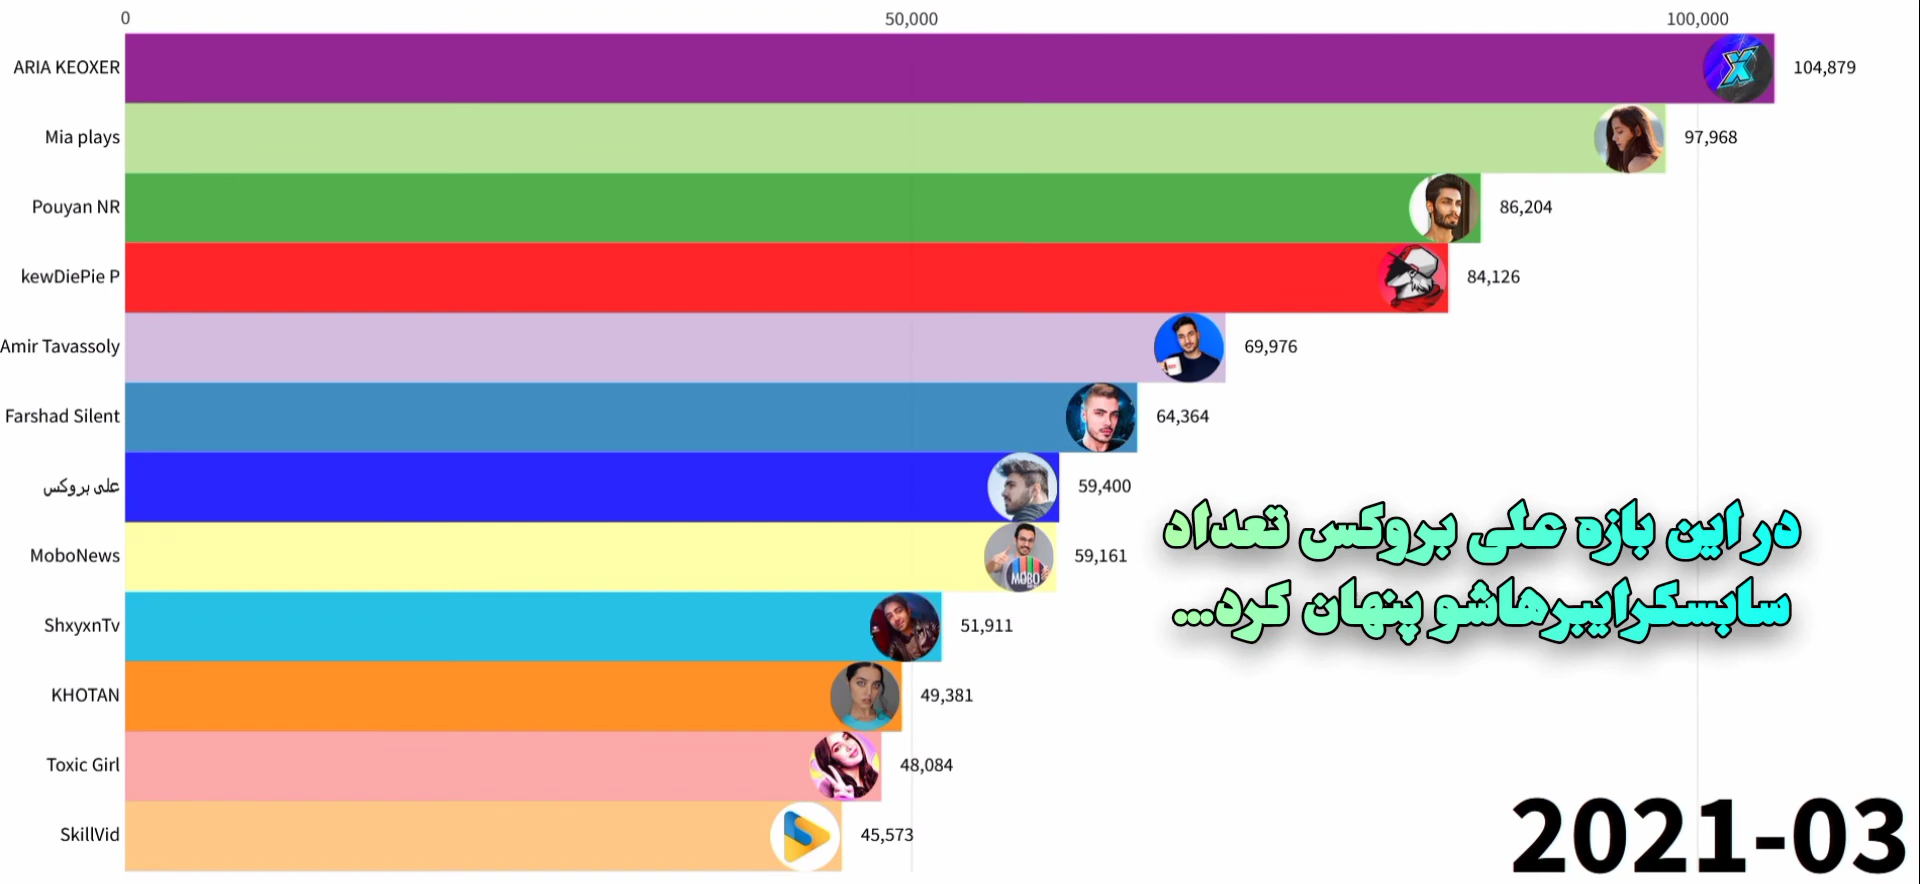 0 50,000 100,000
ARIA KEOXER 104,879
Mia plays 97,968
Pouyan NR 86,204
kewDiePie P 84,126
Amir Tavassoly 69,976
Farshad Silent 64,364
علی بروکس 59,400
MoboNews MOBO 59,161
ShxyxnTv 51,911
KHOTAN 49,381
Toxic Girl 48,084
SkillVid 45,573
در این بازه علی بروکس تعداد
سابسکرایبرهاشو پنهان کرد...
2021-03